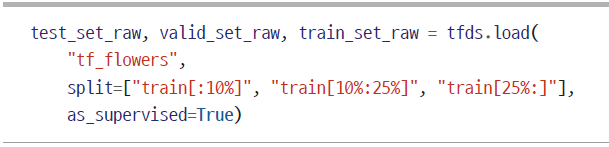 test_set_raw, valid_set_raw, train_set_raw = tfds.load(
    "tf_flowers",
    split=["train[:10%]", "train[10%:25%]", "train[25%:]"],
    as_supervised=True)